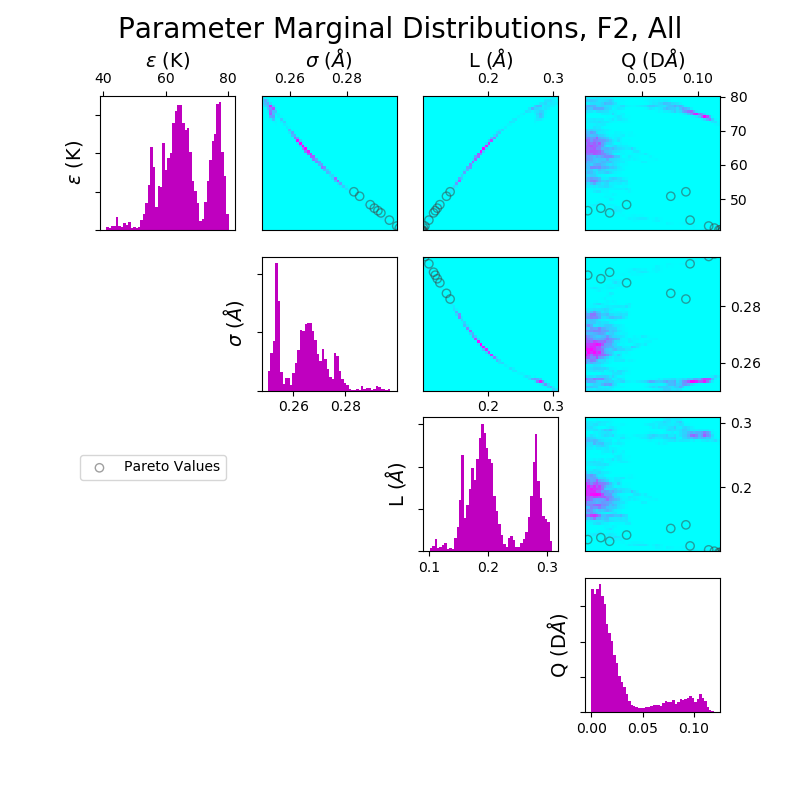 Parameter Marginal Distributions, F2, All
ε (K) σ (Å) L (Å) Q (DÅ)
40 60 80 0.26 0.28 0.2 0.3 0.05 0.10
ε (K)
80
70
60
50
σ (Å)
0.28
0.26
0.26 0.28 0.2 0.3
L (Å)
0.3
0.2
Pareto Values
0.1 0.2 0.3
Q (DÅ)
0.00 0.05 0.10